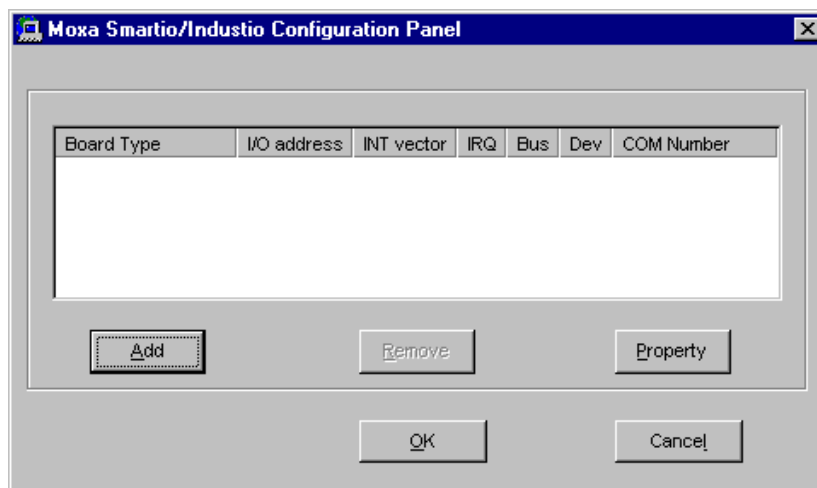 Moxa Smartio/Industio Configuration Panel
Board Type I/O address INT vector IRQ Bus Dev COM Number
Add Remove Property
OK Cancel